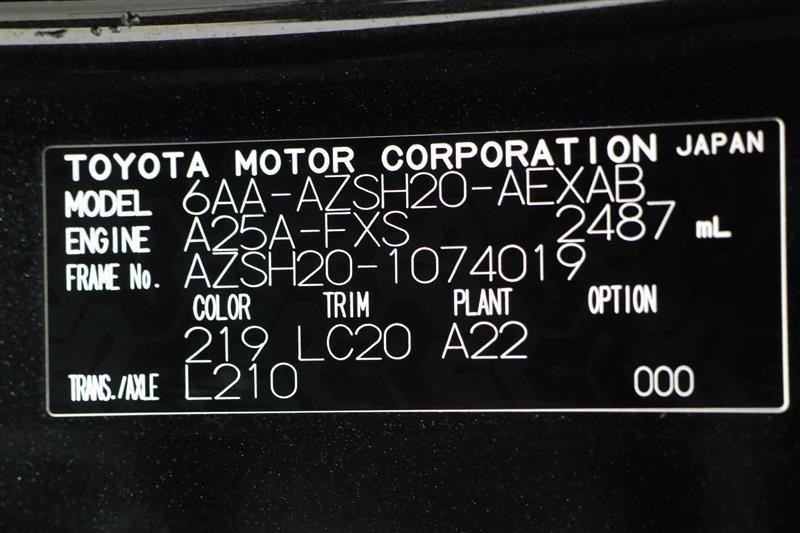 TOYOTA MOTOR CORPORATION JAPAN
MODEL 6AA-AZSH20-AEXAB
ENGINE A25A-FXS 2487 mL
FRAME No. AZSH20-1074019
COLOR TRIM PLANT OPTION
219 LC20 A22
TRANS./AXLE L210 000